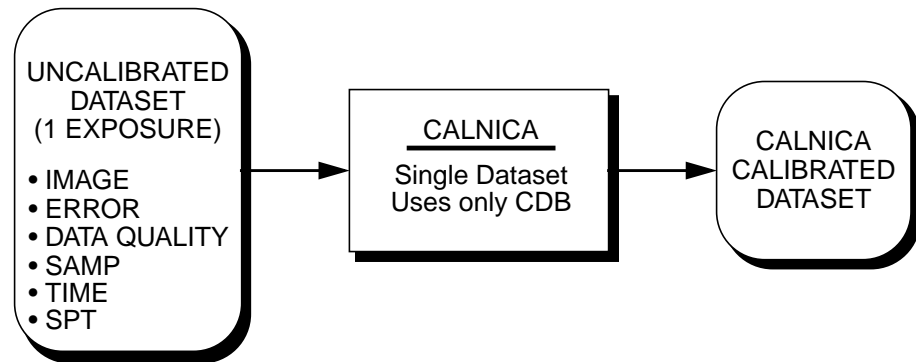 UNCALIBRATED
DATASET
(1 EXPOSURE)
• IMAGE
• ERROR
• DATA QUALITY
• SAMP
• TIME
• SPT
CALNICA
Single Dataset
Uses only CDB
CALNICA
CALIBRATED
DATASET